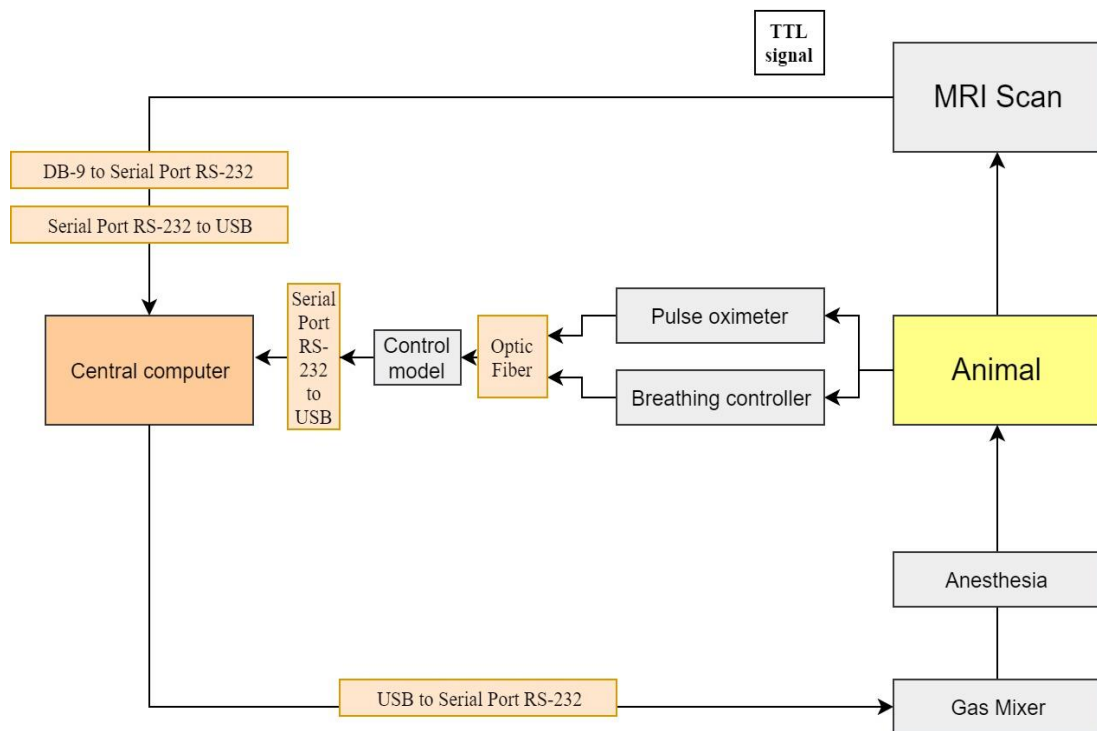 TTL
signal
MRI Scan
DB-9 to Serial Port RS-232
Serial Port RS-232 to USB
Central computer
Serial
Port
RS-
232
to
USB
Control
model
Optic
Fiber
Pulse oximeter
Breathing controller
Animal
Anesthesia
USB to Serial Port RS-232
Gas Mixer